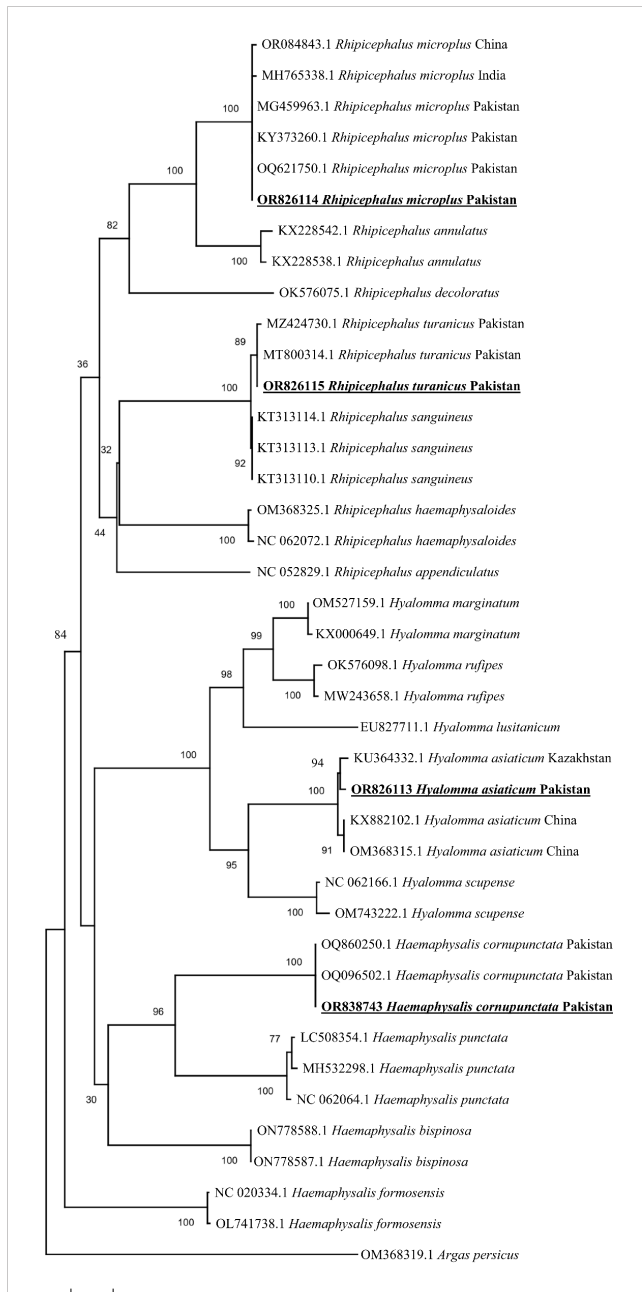 OR084843.1 Rhipicephalus microplus China
MH765338.1 Rhipicephalus microplus India
100
MG459963.1 Rhipicephalus microplus Pakistan
KY373260.1 Rhipicephalus microplus Pakistan
100
OQ621750.1 Rhipicephalus microplus Pakistan
OR826114 Rhipicephalus microplus Pakistan
82
KX228542.1 Rhipicephalus annulatus
100
KX228538.1 Rhipicephalus annulatus
OK576075.1 Rhipicephalus decoloratus
MZ424730.1 Rhipicephalus turanicus Pakistan
89
MT800314.1 Rhipicephalus turanicus Pakistan
36
100
OR826115 Rhipicephalus turanicus Pakistan
KT313114.1 Rhipicephalus sanguineus
32
KT313113.1 Rhipicephalus sanguineus
92
KT313110.1 Rhipicephalus sanguineus
OM368325.1 Rhipicephalus haemaphysaloides
44
100
NC 062072.1 Rhipicephalus haemaphysaloides
NC 052829.1 Rhipicephalus appendiculatus
100
OM527159.1 Hyalomma marginatum
84
99
KX000649.1 Hyalomma marginatum
98
OK576098.1 Hyalomma rufipes
100
MW243658.1 Hyalomma rufipes
EU827711.1 Hyalomma lusitanicum
100
94
KU364332.1 Hyalomma asiaticum Kazakhstan
100
OR826113 Hyalomma asiaticum Pakistan
KX882102.1 Hyalomma asiaticum China
91
OM368315.1 Hyalomma asiaticum China
95
NC 062166.1 Hyalomma scupense
100
OM743222.1 Hyalomma scupense
OQ860250.1 Haemaphysalis cornupunctata Pakistan
100
OQ096502.1 Haemaphysalis cornupunctata Pakistan
OR838743 Haemaphysalis cornupunctata Pakistan
96
77
LC508354.1 Haemaphysalis punctata
MH532298.1 Haemaphysalis punctata
100
NC 062064.1 Haemaphysalis punctata
30
ON778588.1 Haemaphysalis bispinosa
100
ON778587.1 Haemaphysalis bispinosa
NC 020334.1 Haemaphysalis formosensis
100
OL741738.1 Haemaphysalis formosensis
OM368319.1 Argas persicus